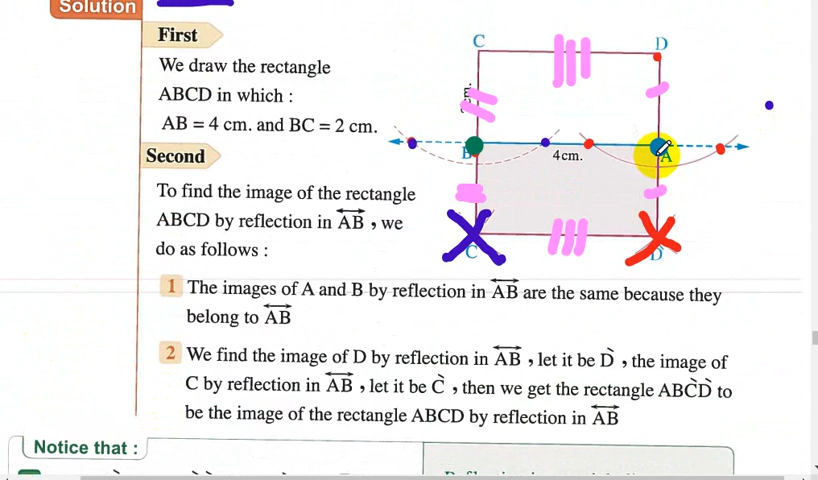 Solution
First
We draw the rectangle
ABCD in which :
AB = 4 cm. and BC = 2 cm.
Second
To find the image of the rectangle
ABCD by reflection in AB , we
do as follows :
C
D
B
A
4cm.
C̀
D̀
1 The images of A and B by reflection in AB are the same because they
belong to AB
2 We find the image of D by reflection in AB , let it be D̀ , the image of
C by reflection in AB , let it be C̀ , then we get the rectangle ABC̀D̀ to
be the image of the rectangle ABCD by reflection in AB
Notice that :